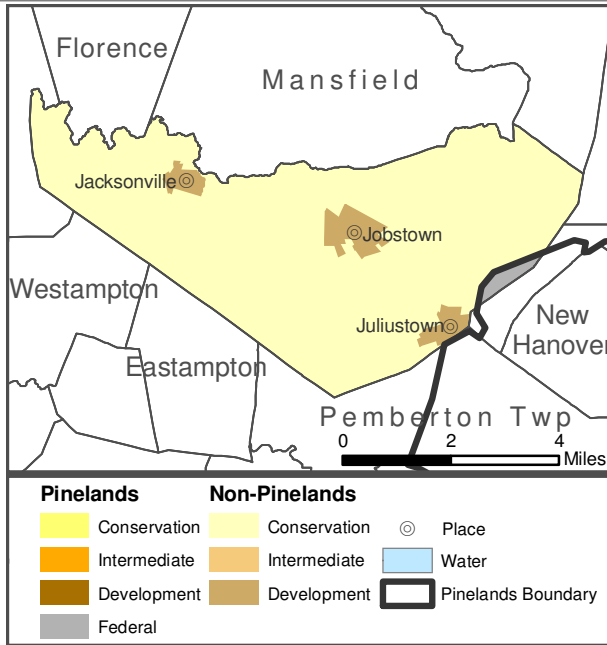 Florence
Mansfield
Jacksonville
Jobstown
Westampton
Juliustown
New
Hanover
Eastampton
Pemberton Twp
0 2 4
Miles
Pinelands Non-Pinelands
Conservation Conservation Place
Intermediate Intermediate Water
Development Development Pinelands Boundary
Federal